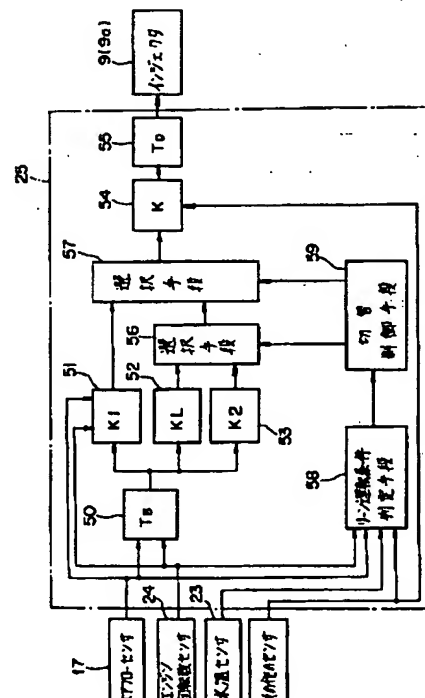 9(9a)
インジェクタ
25
55
TD
54
K
57
選択手段
59
切替
制御手段
56
選択手段
51
K1
52
KL
K2
53
58
リーン運転条件
判定手段
50
TB
17
エアフローセンサ
24
エンジン
回転数センサ
23
水温センサ